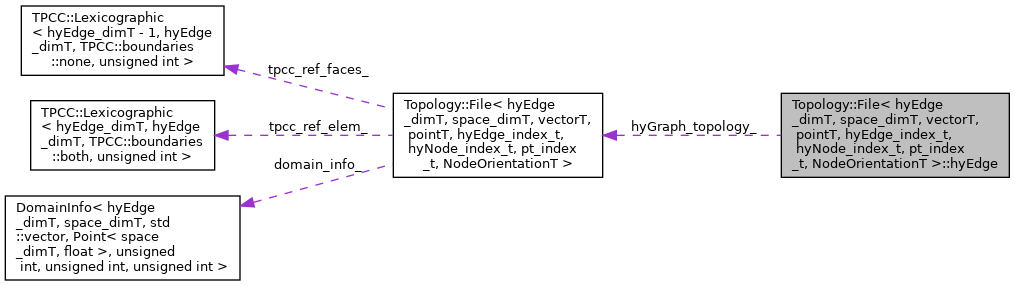 TPCC::Lexicographic
< hyEdge_dimT - 1, hyEdge
_dimT, TPCC::boundaries
::none, unsigned int >
tpcc_ref_faces_
TPCC::Lexicographic
< hyEdge_dimT, hyEdge
_dimT, TPCC::boundaries
::both, unsigned int >
tpcc_ref_elem_
domain_info_
DomainInfo< hyEdge
_dimT, space_dimT, std
::vector, Point< space
_dimT, float >, unsigned
int, unsigned int, unsigned int >
Topology::File< hyEdge
_dimT, space_dimT, vectorT,
pointT, hyEdge_index_t,
hyNode_index_t, pt_index
_t, NodeOrientationT >
hyGraph_topology_
Topology::File< hyEdge
_dimT, space_dimT, vectorT,
pointT, hyEdge_index_t,
hyNode_index_t, pt_index
_t, NodeOrientationT >::hyEdge